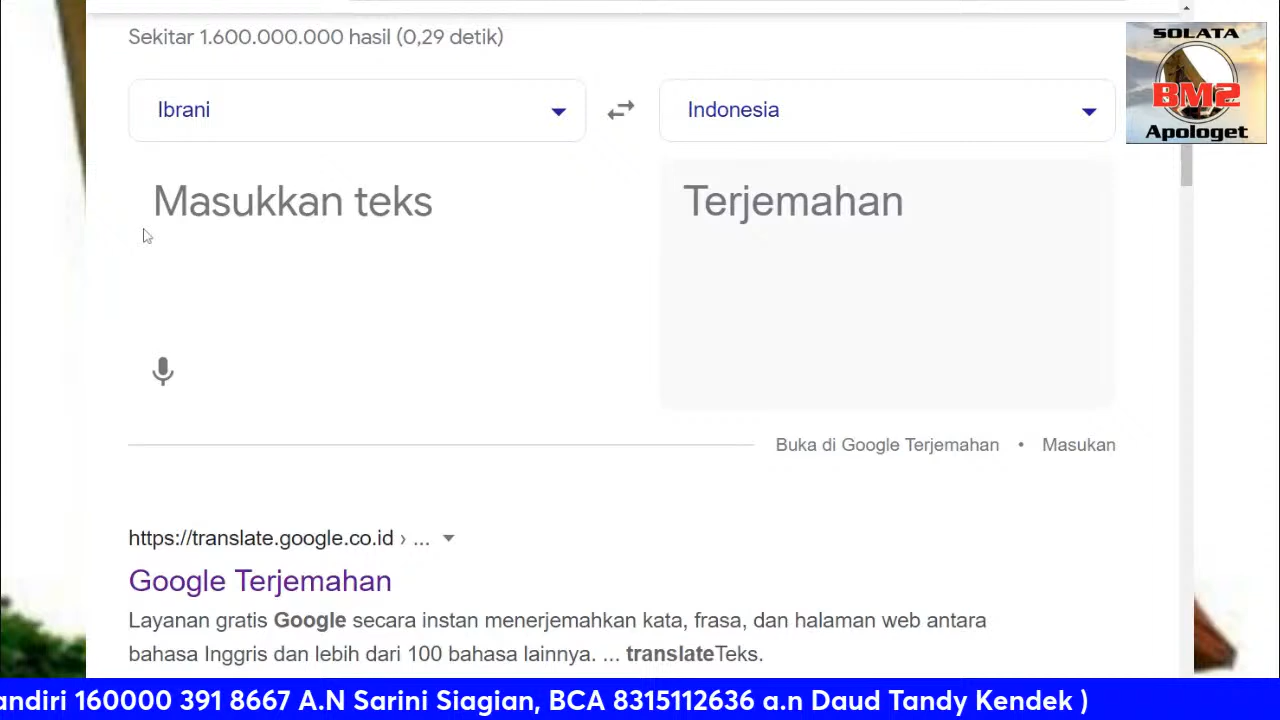 Sekitar 1.600.000.000 hasil (0,29 detik)
SOLATA
BM2
Apologet
Ibrani
Indonesia
Masukkan teks
Terjemahan
Buka di Google Terjemahan • Masukan
https://translate.google.co.id › ...
Google Terjemahan
Layanan gratis Google secara instan menerjemahkan kata, frasa, dan halaman web antara
bahasa Inggris dan lebih dari 100 bahasa lainnya. ... translateTeks.
andiri 160000 391 8667 A.N Sarini Siagian, BCA 8315112636 a.n Daud Tandy Kendek )